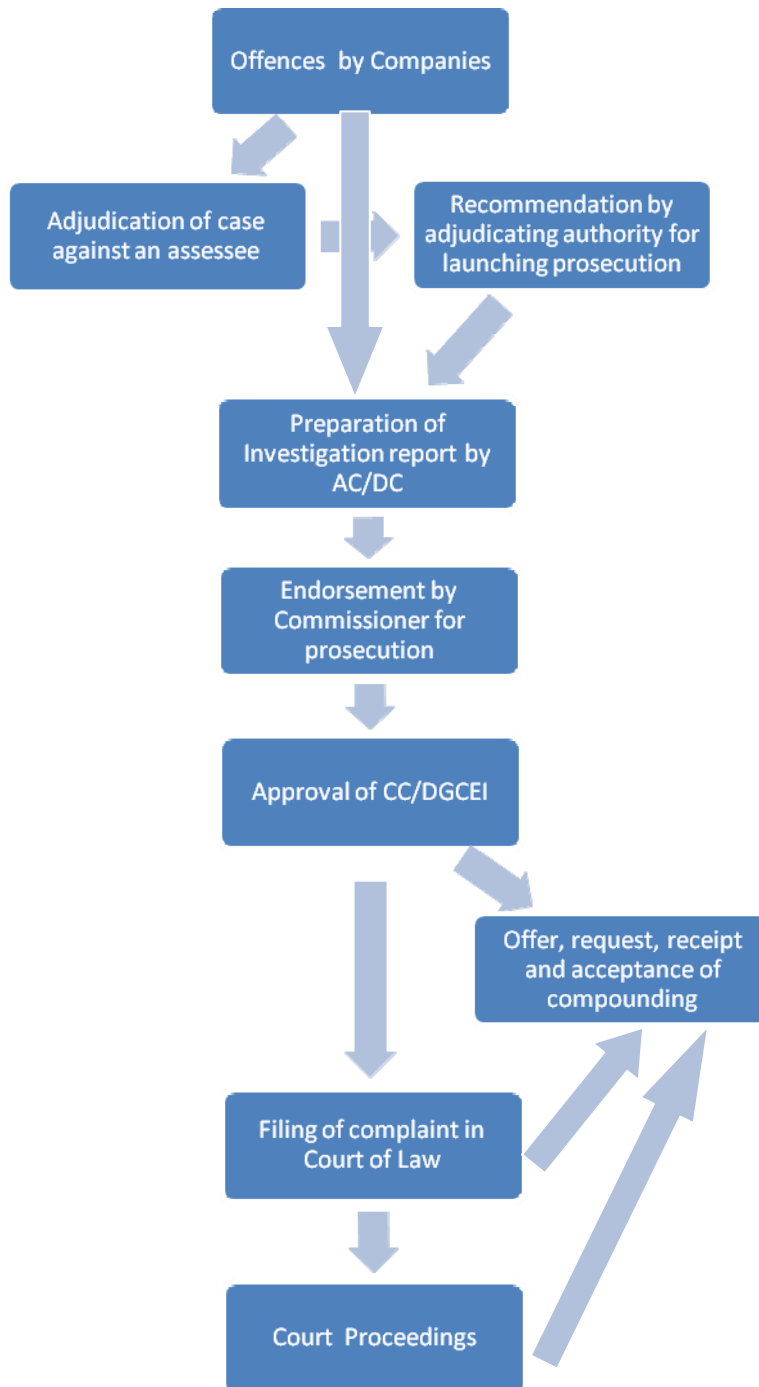 Offences by Companies
Adjudication of case
against an assessee
Recommendation by
adjudicating authority for
launching prosecution
Preparation of
Investigation report by
AC/DC
Endorsement by
Commissioner for
prosecution
Approval of CC/DGCEI
Offer, request, receipt
and acceptance of
compounding
Filing of complaint in
Court of Law
Court Proceedings